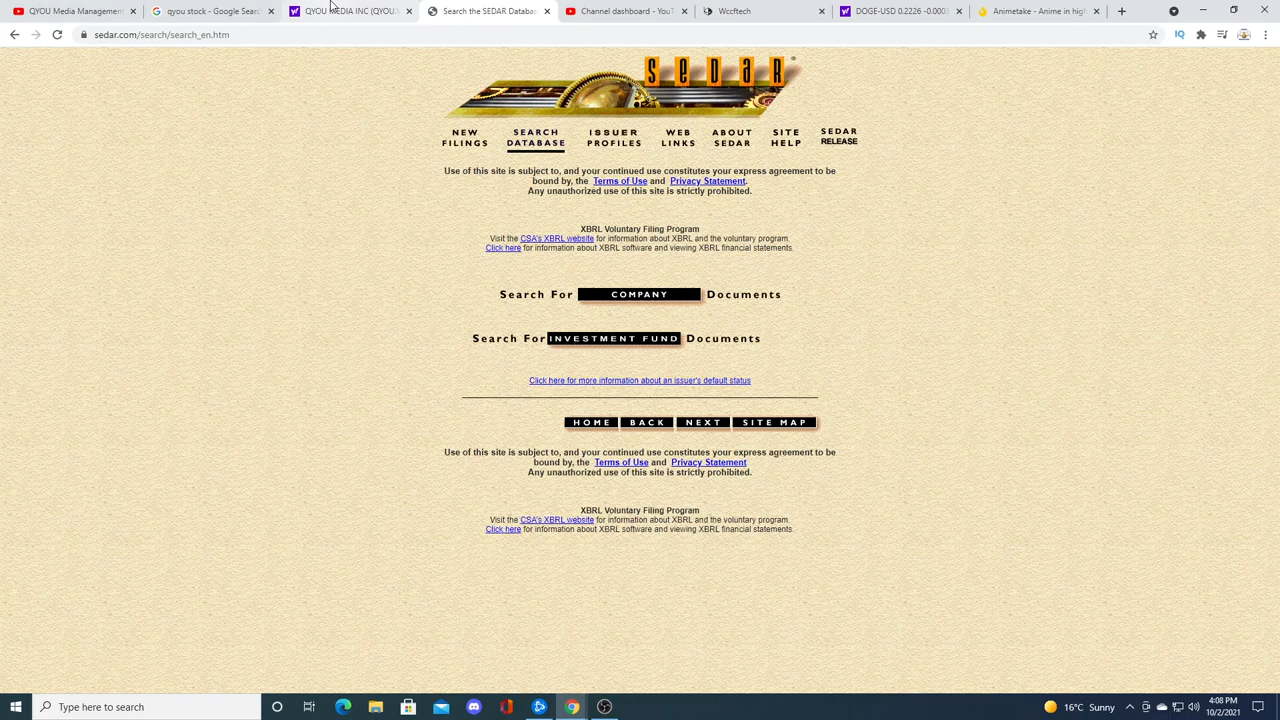 QYOU Media Management
qyou stock - Google Search
QYOU MEDIA INC (QYOU.V
Search the SEDAR Database
Channel dashboard - YouT
Wccftech
DOGE-USD 0.2226 -0.0003
Animetake - Anime in high
sedar.com/search/search_en.htm
IQ
SEDAR
NEW FILINGS
SEARCH DATABASE
ISSUER PROFILES
WEB LINKS
ABOUT SEDAR
SITE HELP
SEDAR RELEASE
Use of this site is subject to, and your continued use constitutes your express agreement to be
bound by, the Terms of Use and Privacy Statement.
Any unauthorized use of this site is strictly prohibited.
XBRL Voluntary Filing Program
Visit the CSA's XBRL website for information about XBRL and the voluntary program.
Click here for information about XBRL software and viewing XBRL financial statements.
Search For COMPANY Documents
Search For INVESTMENT FUND Documents
Click here for more information about an issuer's default status
HOME BACK NEXT SITE MAP
Use of this site is subject to, and your continued use constitutes your express agreement to be
bound by, the Terms of Use and Privacy Statement
Any unauthorized use of this site is strictly prohibited.
XBRL Voluntary Filing Program
Visit the CSA's XBRL website for information about XBRL and the voluntary program.
Click here for information about XBRL software and viewing XBRL financial statements.
Type here to search
16°C Sunny
4:08 PM
10/2/2021